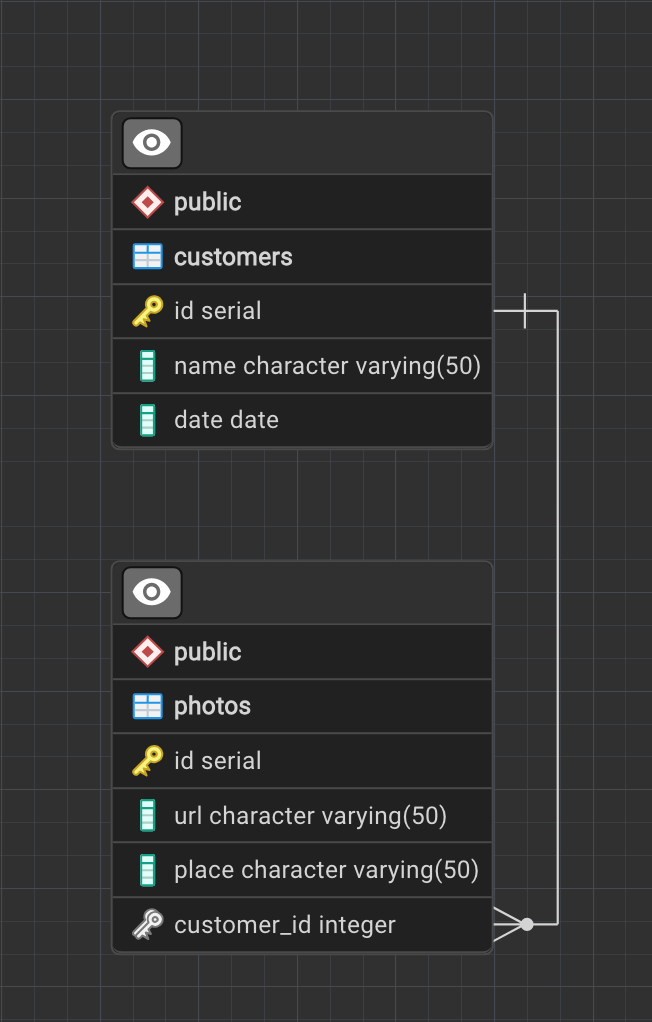 public
customers
id serial
name character varying(50)
date date
public
photos
id serial
url character varying(50)
place character varying(50)
customer_id integer